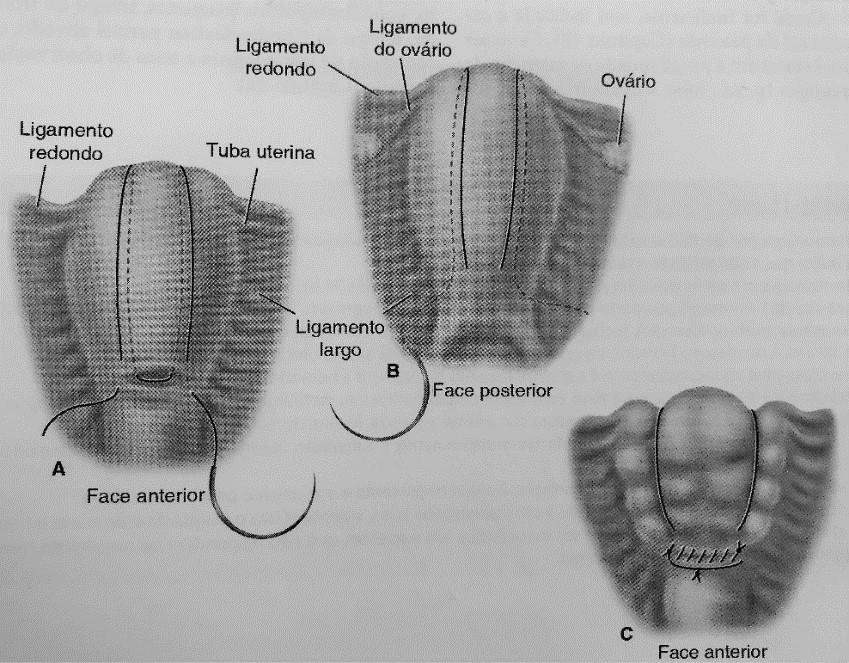 Ligamento
redondo
Tuba uterina
A
Face anterior
Ligamento
redondo
Ligamento
do ovário
Ovário
Ligamento
largo
B
Face posterior
C
Face anterior